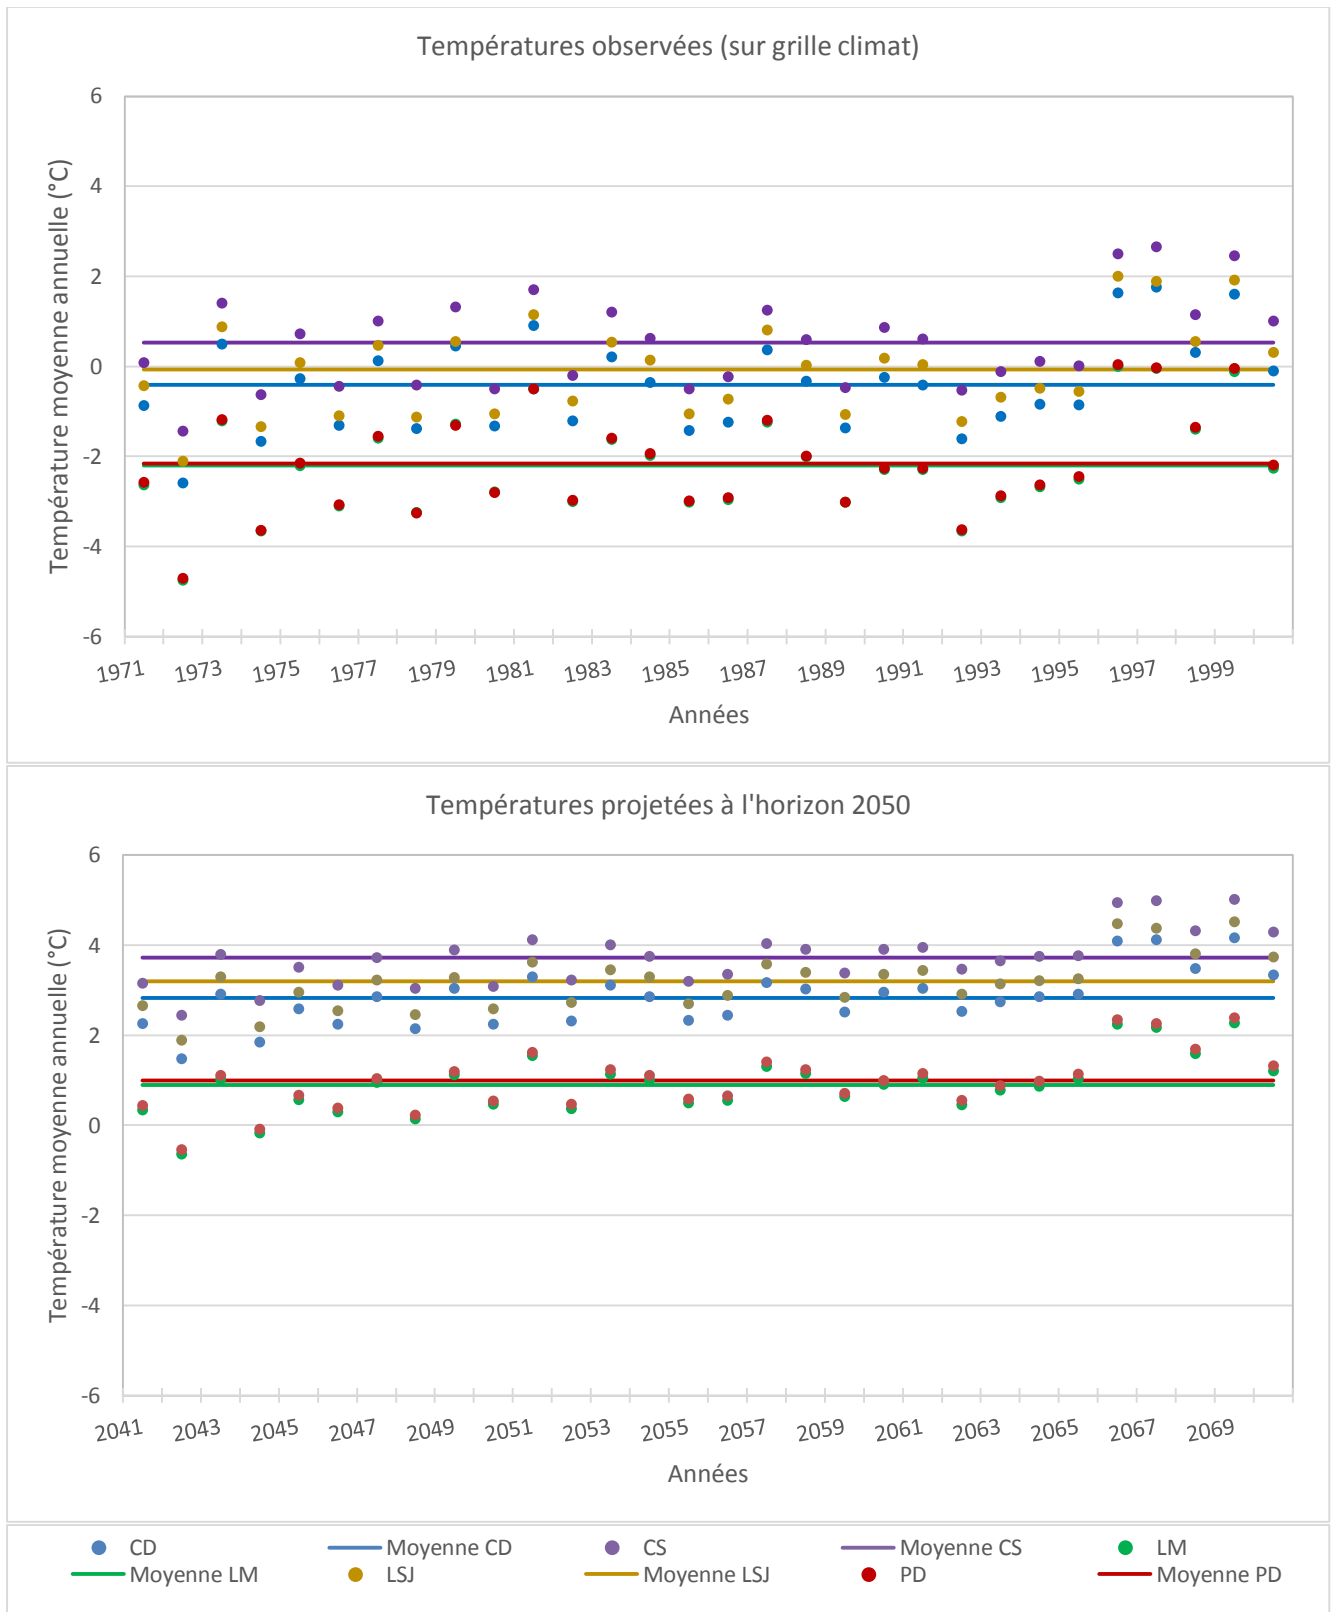 Températures observées (sur grille climat)
Température moyenne annuelle (°C)
6
4
2
0
-2
-4
-6
1971 1973 1975 1977 1979 1981 1983 1985 1987 1989 1991 1993 1995 1997 1999
Années
Températures projetées à l'horizon 2050
Température moyenne annuelle (°C)
6
4
2
0
-2
-4
-6
2041 2043 2045 2047 2049 2051 2053 2055 2057 2059 2061 2063 2065 2067 2069
Années
CD Moyenne CD CS Moyenne CS LM
Moyenne LM LSJ Moyenne LSJ PD Moyenne PD